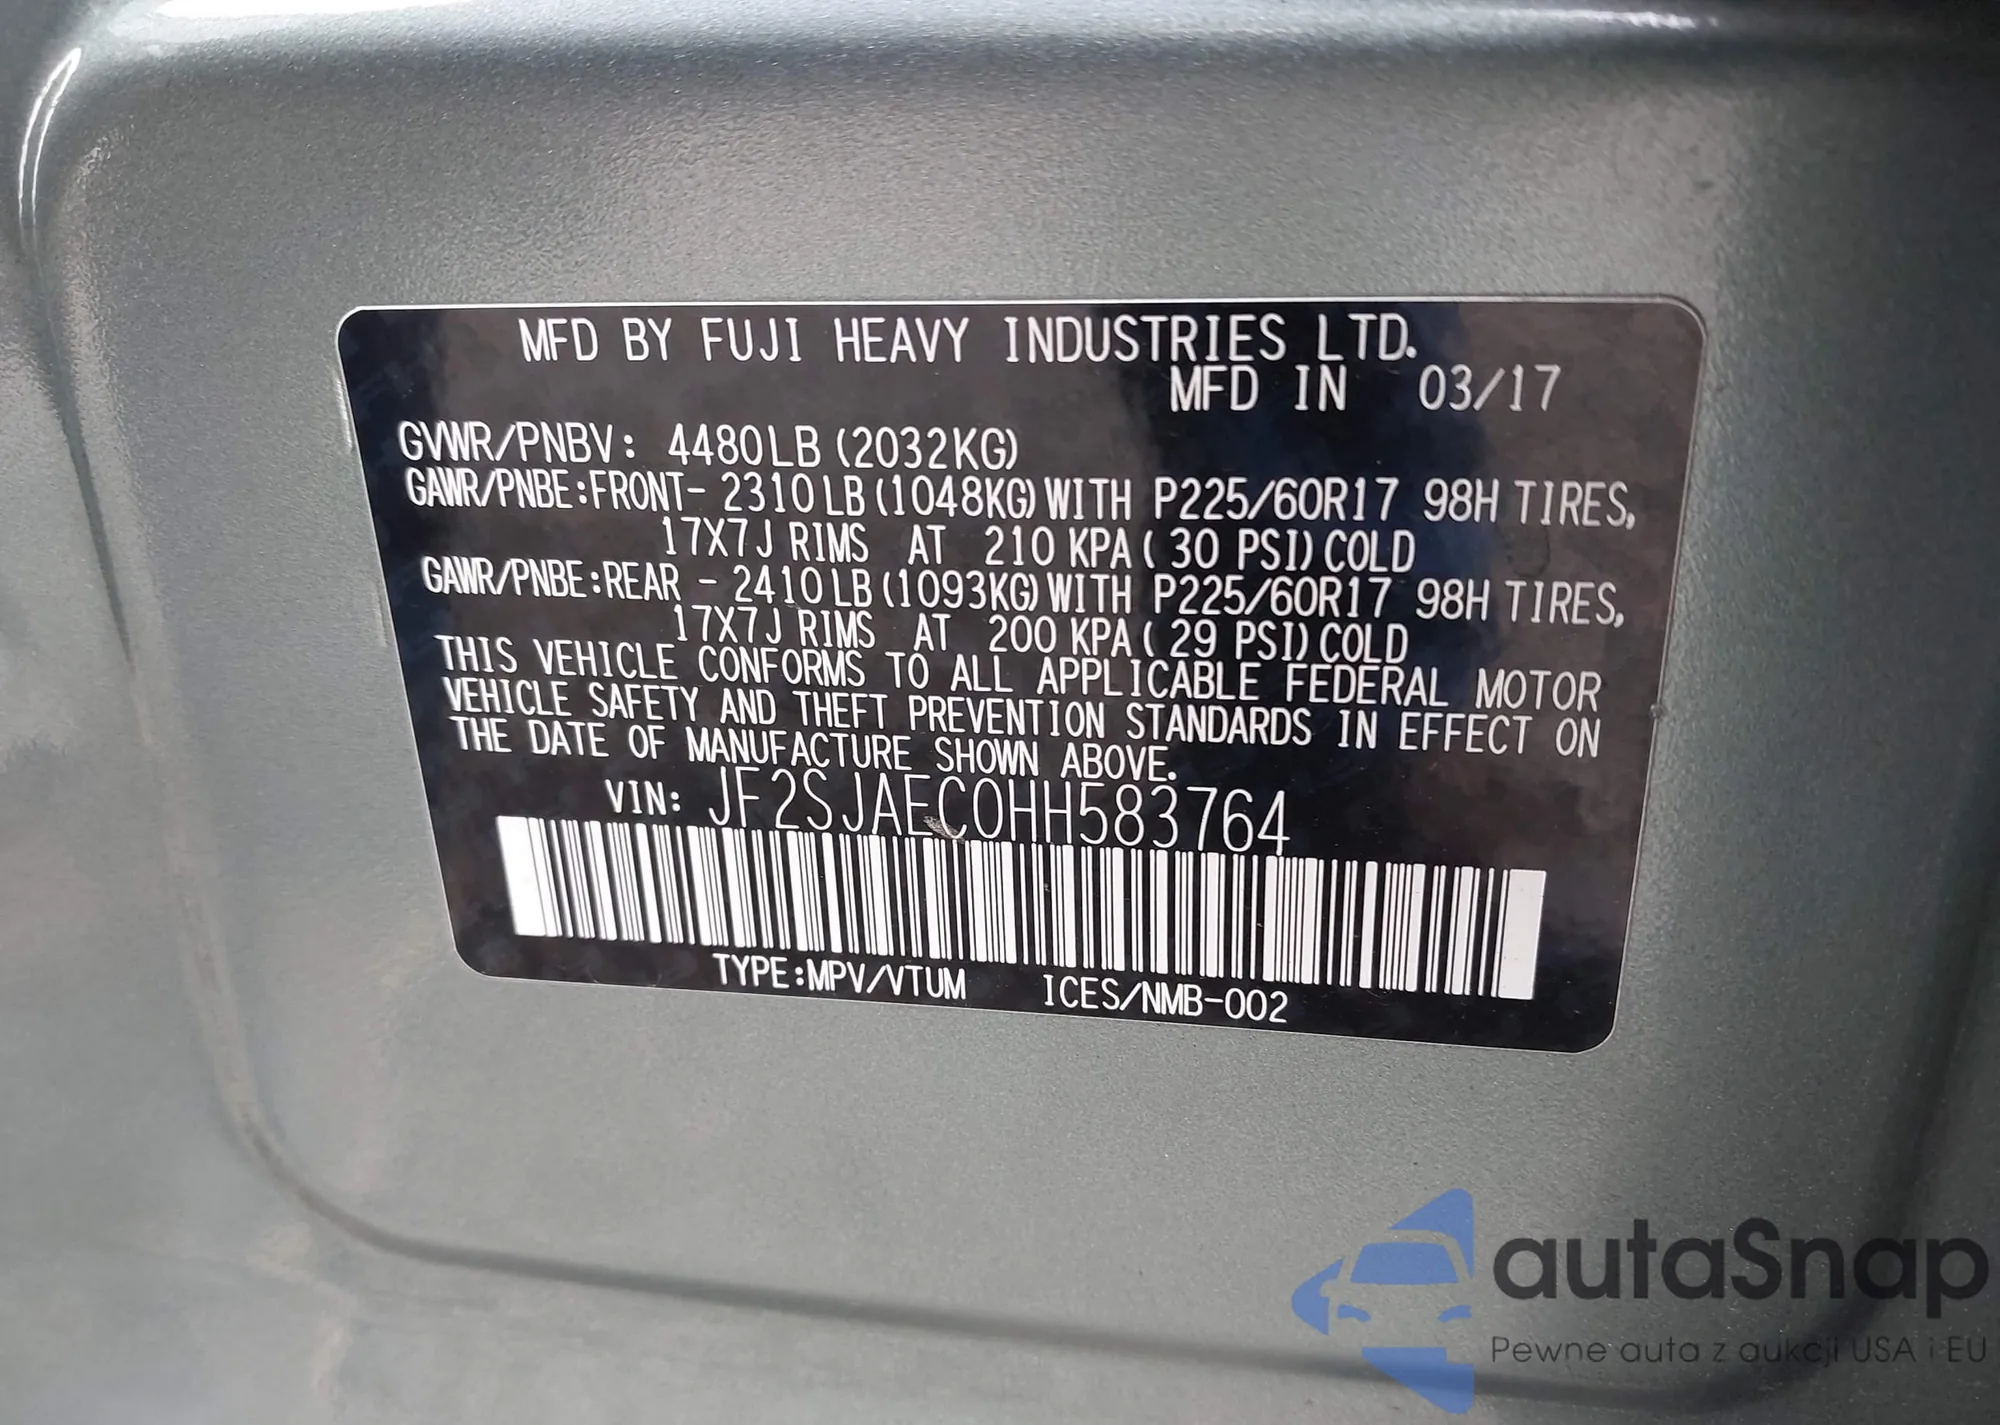 MFD BY FUJI HEAVY INDUSTRIES LTD.
MFD IN 03/17
GVWR/PNBV: 4480LB (2032KG)
GAWR/PNBE:FRONT- 2310LB (1048KG) WITH P225/60R17 98H TIRES,
17X7J RIMS AT 210 KPA ( 30 PSI) COLD
GAWR/PNBE:REAR - 2410LB (1093KG) WITH P225/60R17 98H TIRES,
17X7J RIMS AT 200 KPA ( 29 PSI) COLD
THIS VEHICLE CONFORMS TO ALL APPLICABLE FEDERAL MOTOR
VEHICLE SAFETY AND THEFT PREVENTION STANDARDS IN EFFECT ON
THE DATE OF MANUFACTURE SHOWN ABOVE.
VIN: JF2SJAEC0HH583764
TYPE:MPV/VTUM ICES/NMB-002
autaSnap
Pewne auta z aukcji USA i EU